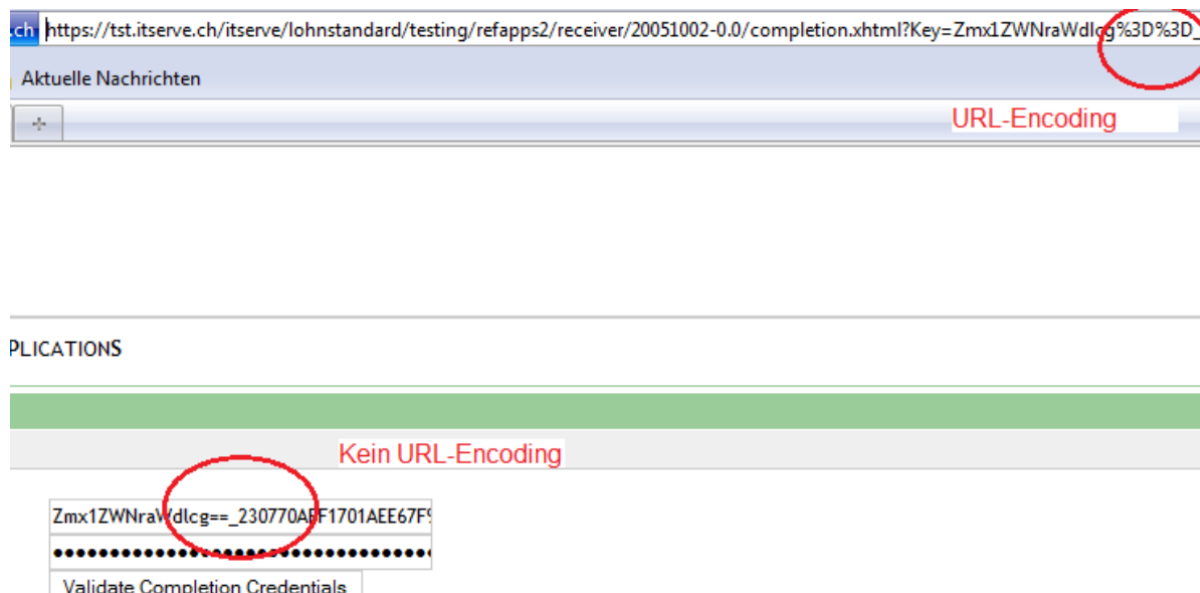 .ch https://tst.itserve.ch/itserve/lohnstandard/testing/refapps2/receiver/20051002-0.0/completion.xhtml?Key=Zmx1ZWNraWdlcg%3D%3D_
Aktuelle Nachrichten
URL-Encoding
PLICATIONS
Kein URL-Encoding
Zmx1ZWNraWdlcg==_230770AEF1701AEE67F9
Validate Completion Credentials